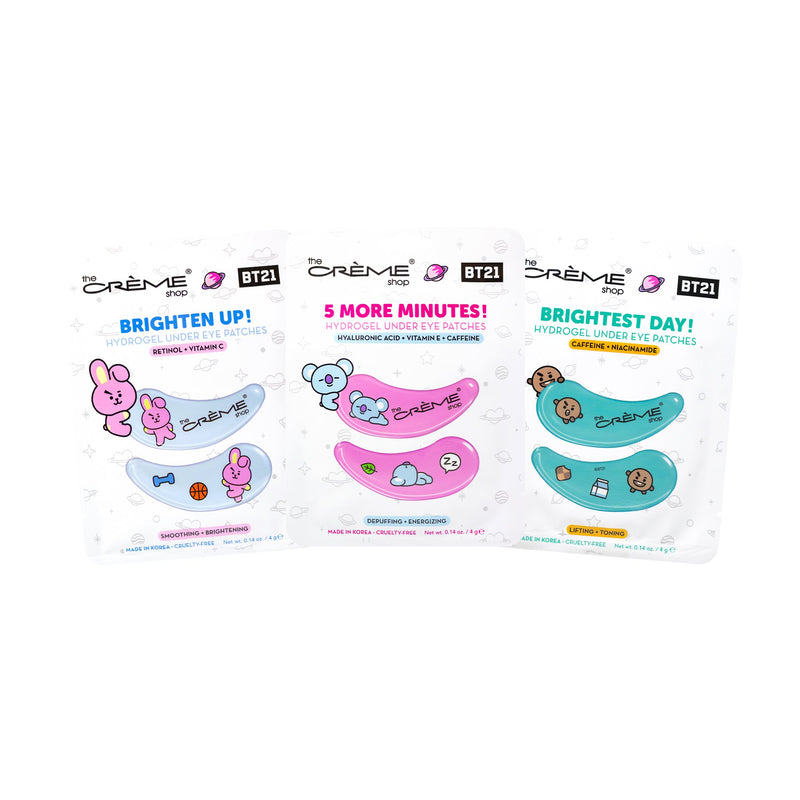 the
CRÈME®
shop
BT21
BRIGHTEN UP!
HYDROGEL UNDER EYE PATCHES
RETINOL + VITAMIN C
the
CRÈME®
shop
SMOOTHING + BRIGHTENING
MADE IN KOREA - CRUELTY-FREE Net wt. 0.14 oz. / 4 g℮
the
CRÈME®
shop
BT21
5 MORE MINUTES!
HYDROGEL UNDER EYE PATCHES
HYALURONIC ACID + VITAMIN E + CAFFEINE
the
CRÈME®
shop
ZZ
DEPUFFING + ENERGIZING
MADE IN KOREA - CRUELTY-FREE Net wt. 0.14 oz. / 4 g℮
CRÈME®
shop
BT21
BRIGHTEST DAY!
HYDROGEL UNDER EYE PATCHES
CAFFEINE + NIACINAMIDE
the
CRÈME®
shop
LIFTING + TONING
MADE IN KOREA - CRUELTY-FREE Net wt. 0.14 oz. / 4 g℮